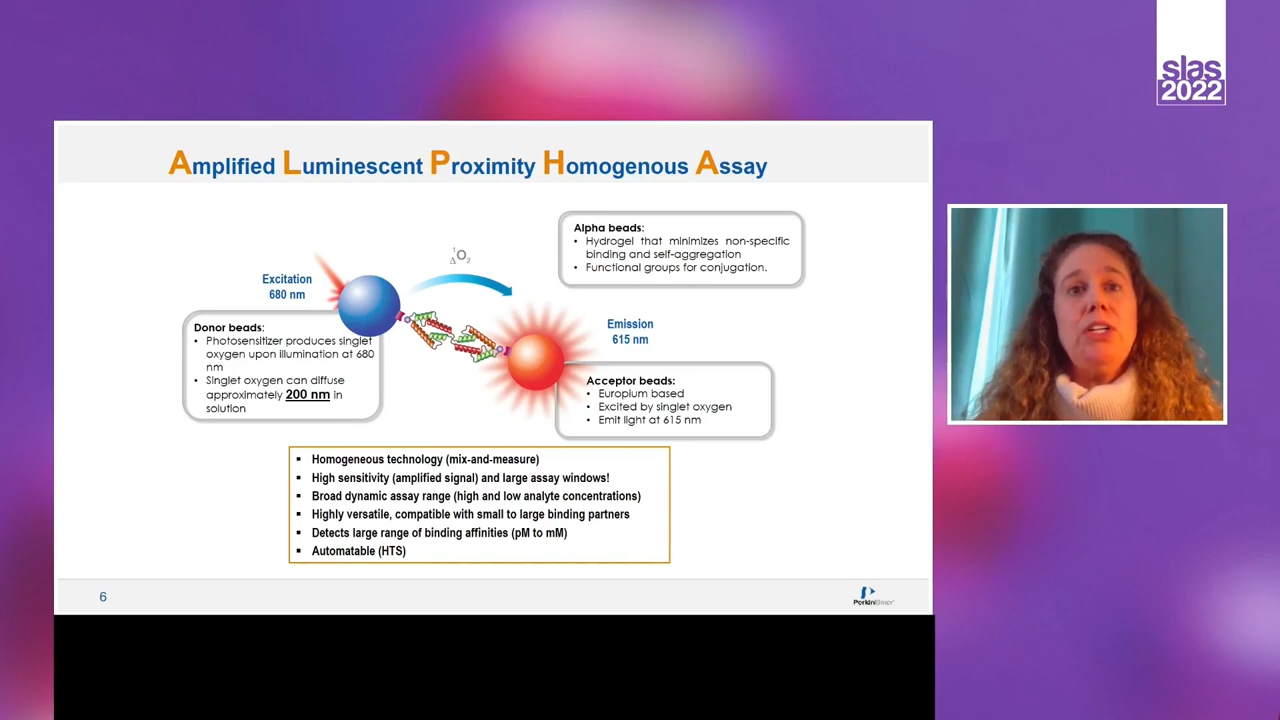 slas
2022
Amplified Luminescent Proximity Homogenous Assay
Alpha beads:
• Hydrogel that minimizes non-specific
binding and self-aggregation
• Functional groups for conjugation.
1
Δ O2
Excitation
680 nm
Emission
615 nm
Donor beads:
• Photosensitizer produces singlet
oxygen upon illumination at 680
nm
• Singlet oxygen can diffuse
approximately 200 nm in
solution
Acceptor beads:
• Europium based
• Excited by singlet oxygen
• Emit light at 615 nm
▪ Homogeneous technology (mix-and-measure)
▪ High sensitivity (amplified signal) and large assay windows!
▪ Broad dynamic assay range (high and low analyte concentrations)
▪ Highly versatile, compatible with small to large binding partners
▪ Detects large range of binding affinities (pM to mM)
▪ Automatable (HTS)
6
PerkinElmer